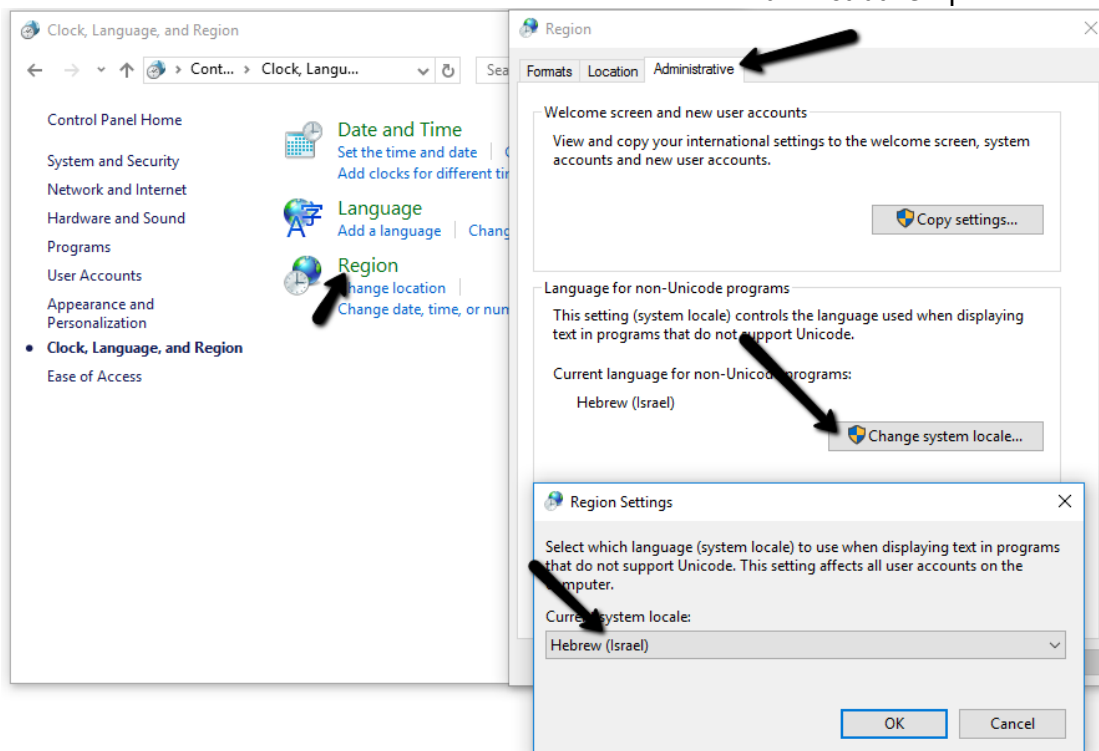 Clock, Language, and Region
Cont... › Clock, Langu...
Sea
Control Panel Home
System and Security
Network and Internet
Hardware and Sound
Programs
User Accounts
Appearance and
Personalization
Clock, Language, and Region
Ease of Access
Date and Time
Set the time and date
Add clocks for different tin
Language
Add a language
Chang
Region
Change location
Change date, time, or num
Region
Formats
Location
Administrative
Welcome screen and new user accounts
View and copy your international settings to the welcome screen, system
accounts and new user accounts.
Copy settings...
Language for non-Unicode programs
This setting (system locale) controls the language used when displaying
text in programs that do not support Unicode.
Current language for non-Unicode programs:
Hebrew (Israel)
Change system locale...
Region Settings
Select which language (system locale) to use when displaying text in programs
that do not support Unicode. This setting affects all user accounts on the
computer.
Current system locale:
Hebrew (Israel)
OK
Cancel